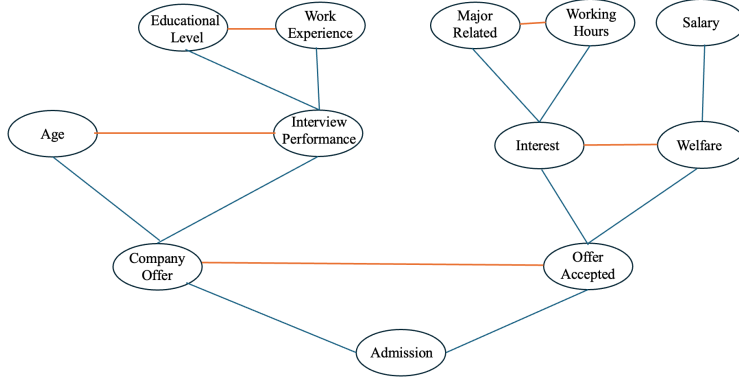 Educational
Level
Work
Experience
Major
Related
Working
Hours
Salary
Age
Interview
Performance
Interest
Welfare
Company
Offer
Offer
Accepted
Admission